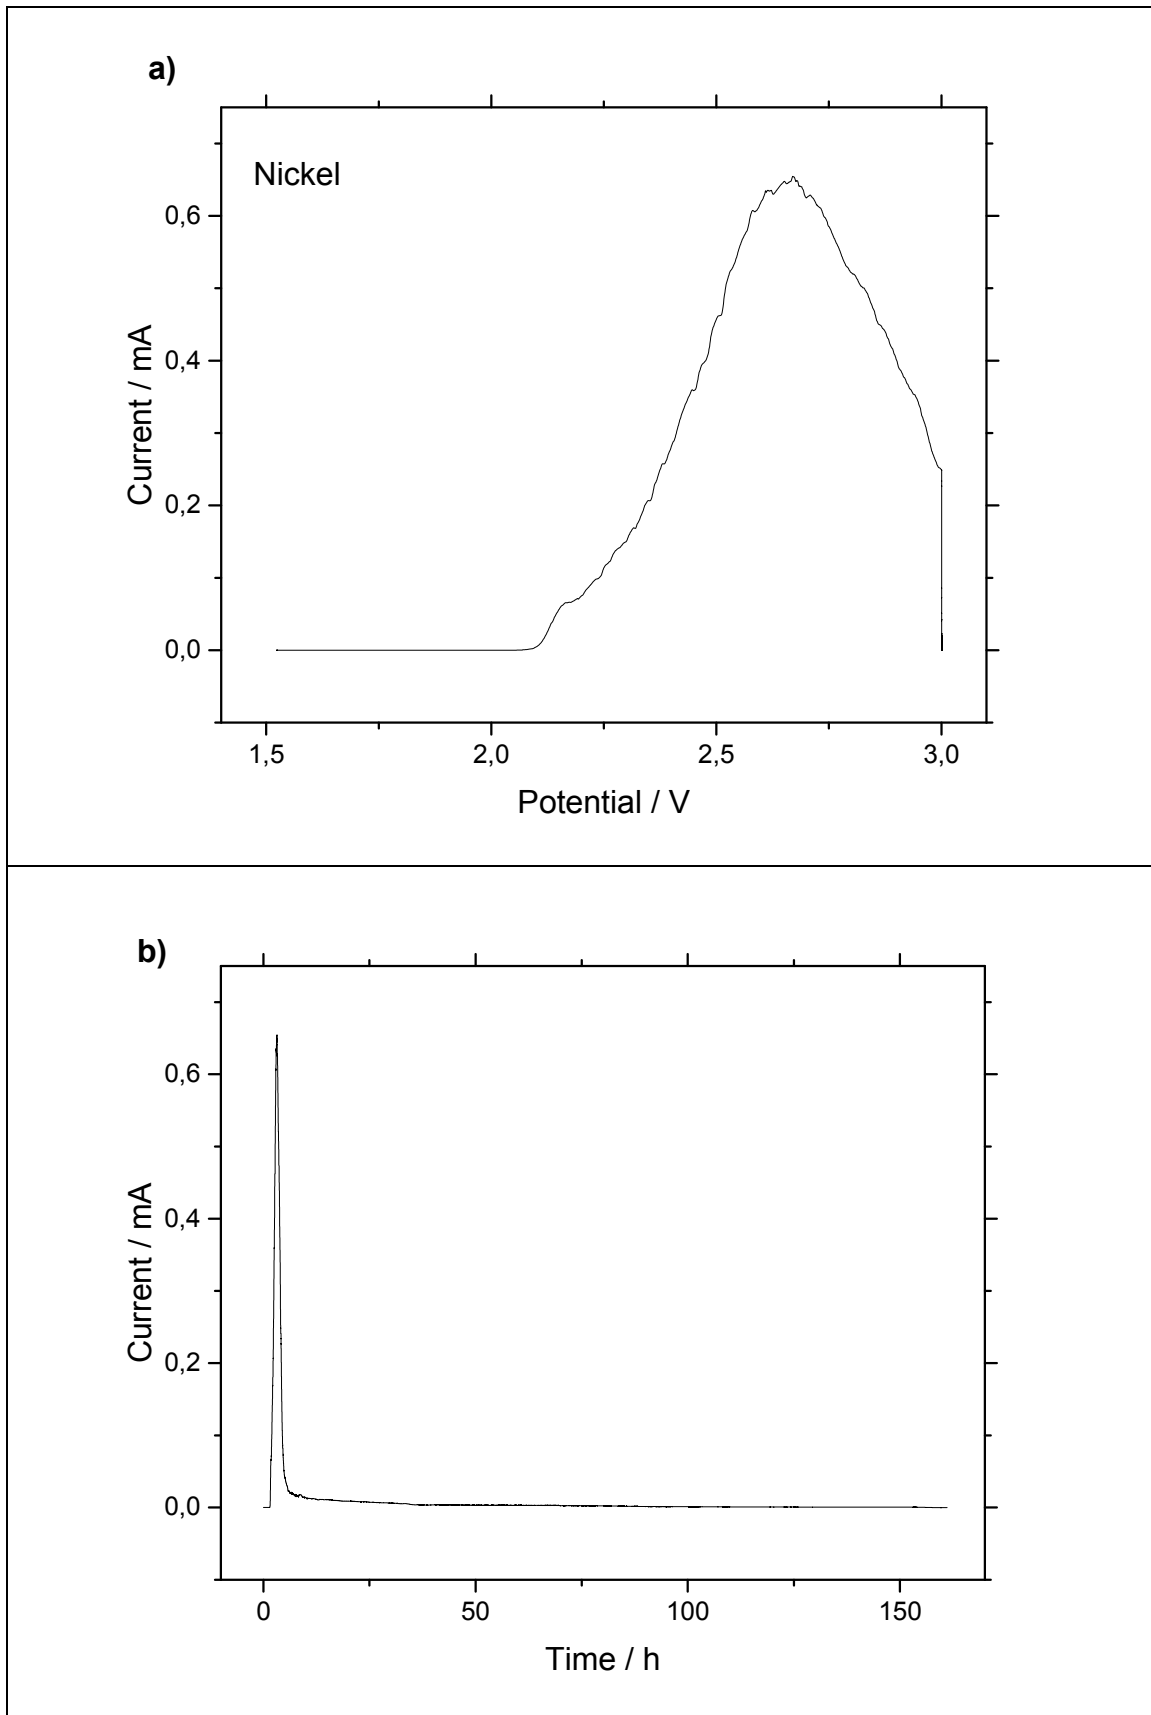 a)
Nickel
0,6
0,4
0,2
0,0
Current / mA
1,5 2,0 2,5 3,0
Potential / V
b)
0,6
0,4
0,2
0,0
Current / mA
0 50 100 150
Time / h